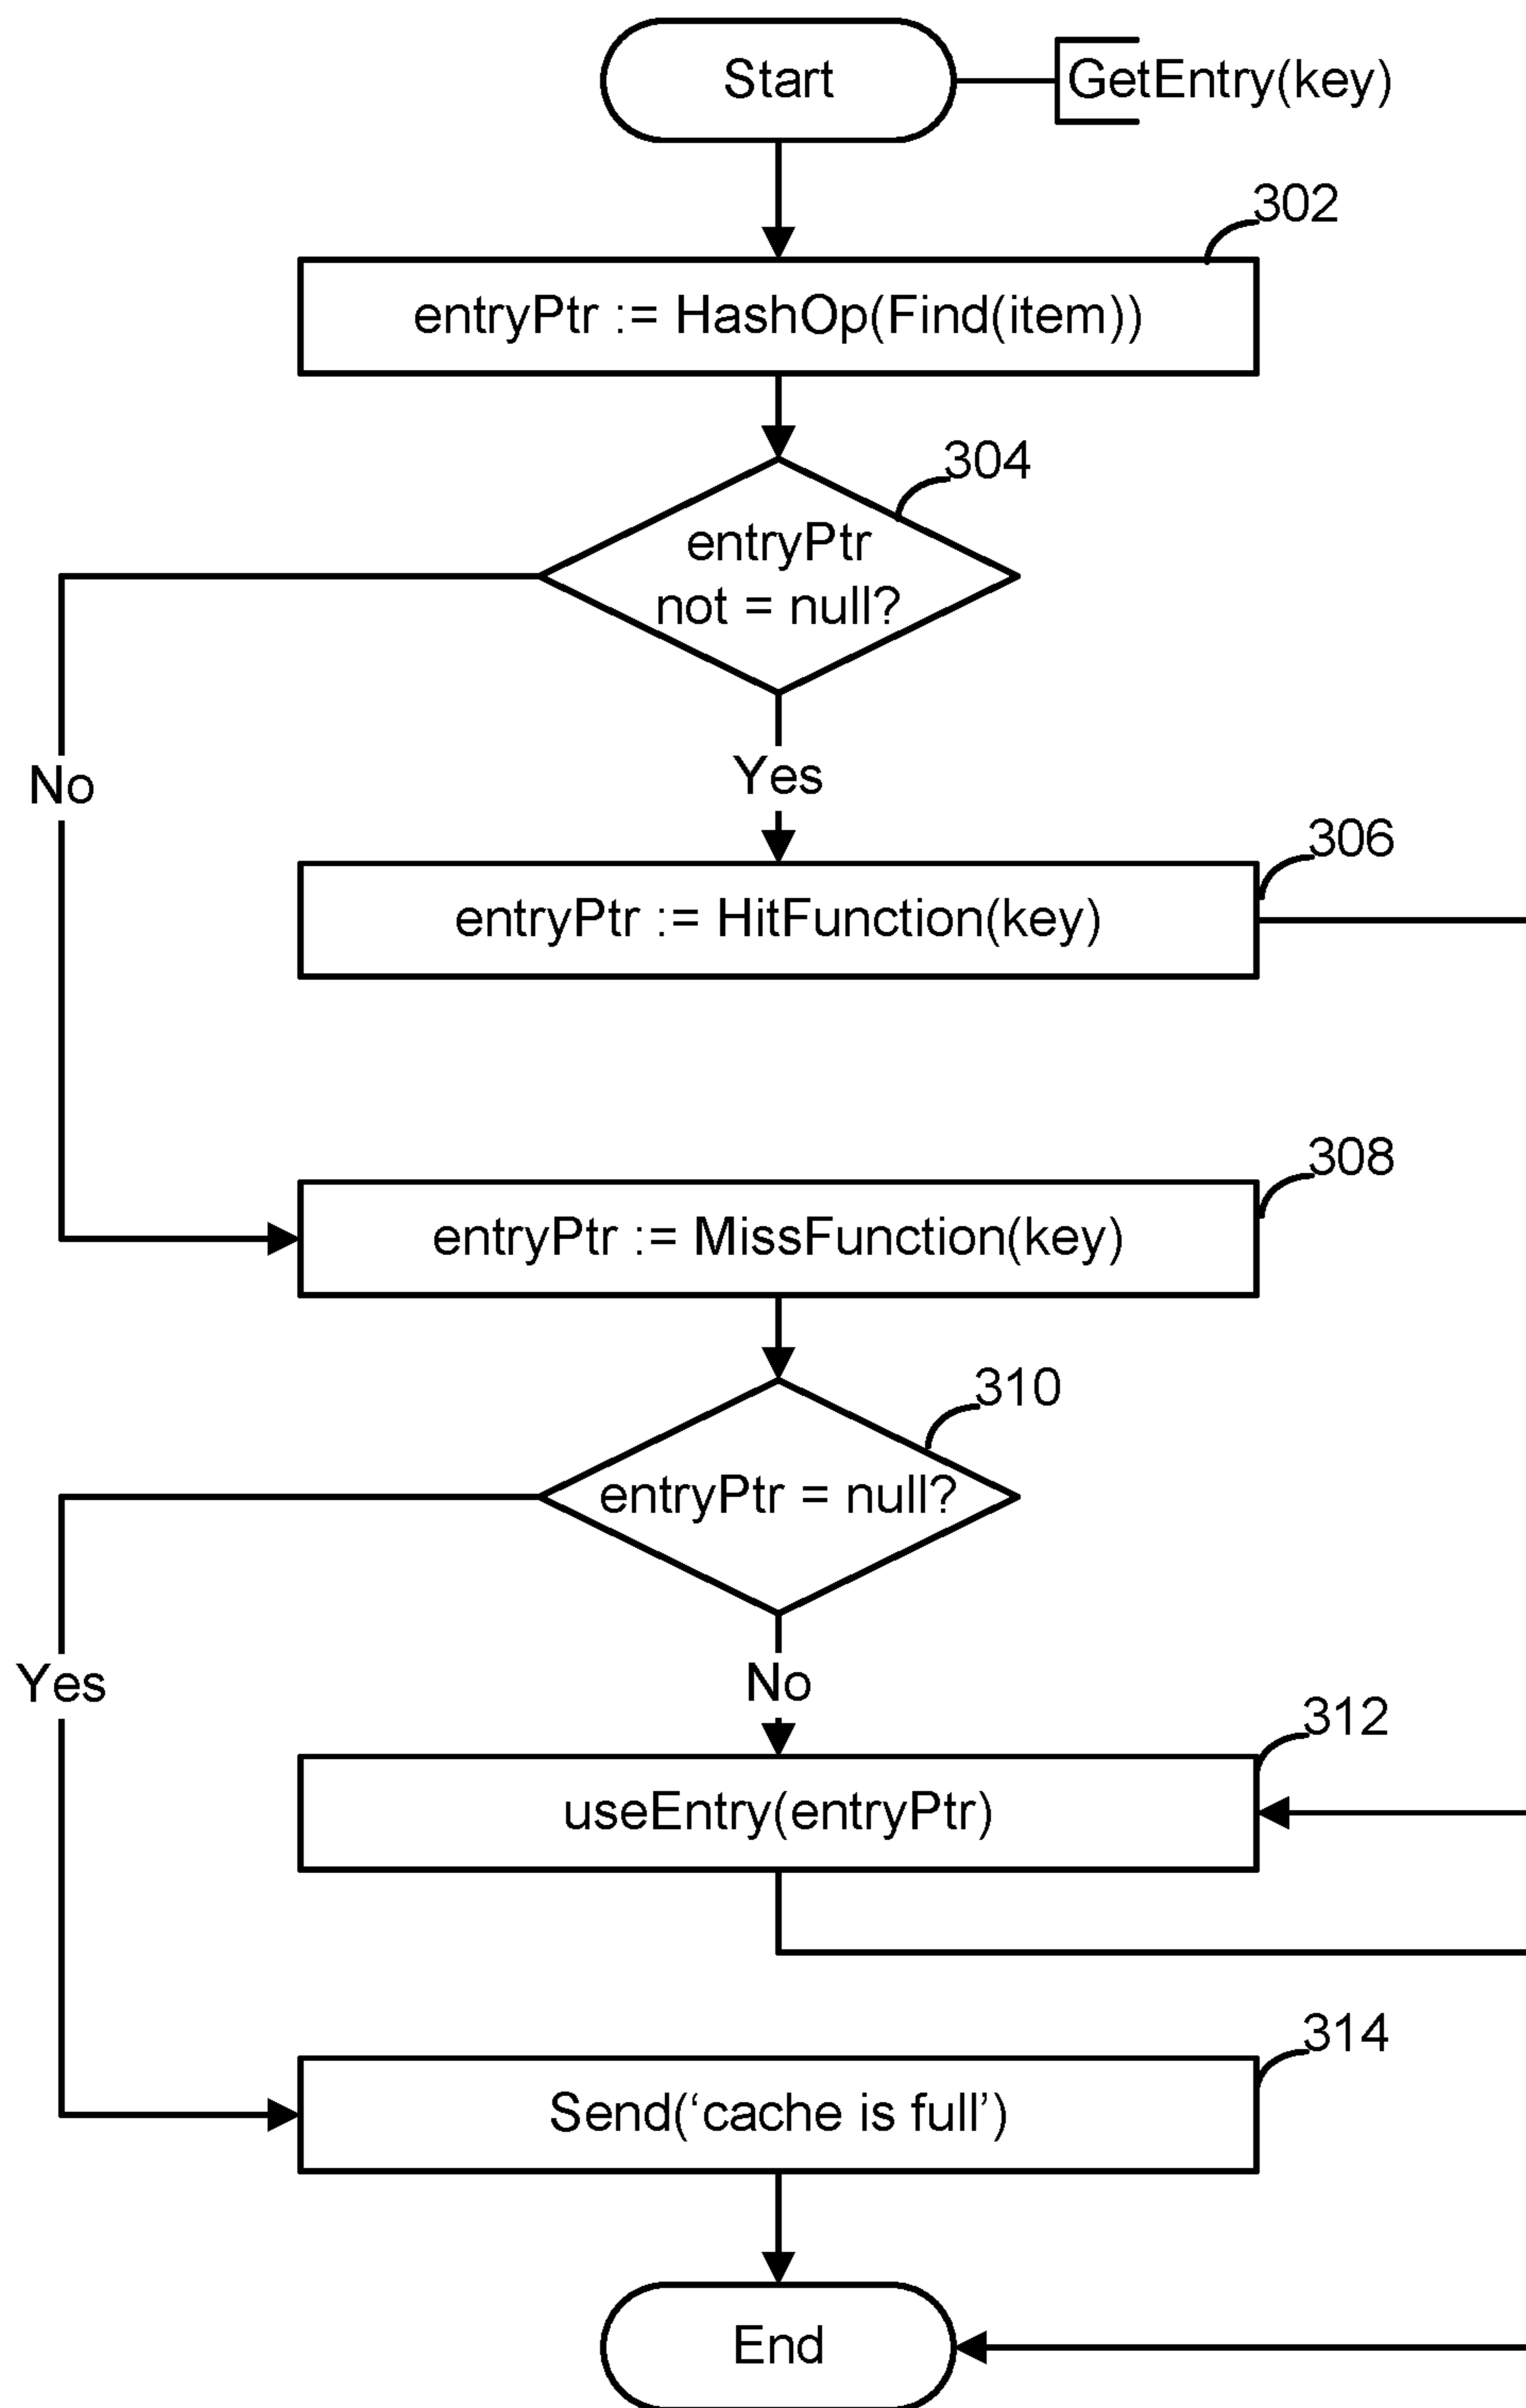 Start
GetEntry(key)
302
entryPtr := HashOp(Find(item))
304
entryPtr
not = null?
No
Yes
306
entryPtr := HitFunction(key)
308
entryPtr := MissFunction(key)
310
entryPtr = null?
Yes
No
312
useEntry(entryPtr)
314
Send(‘cache is full’)
End